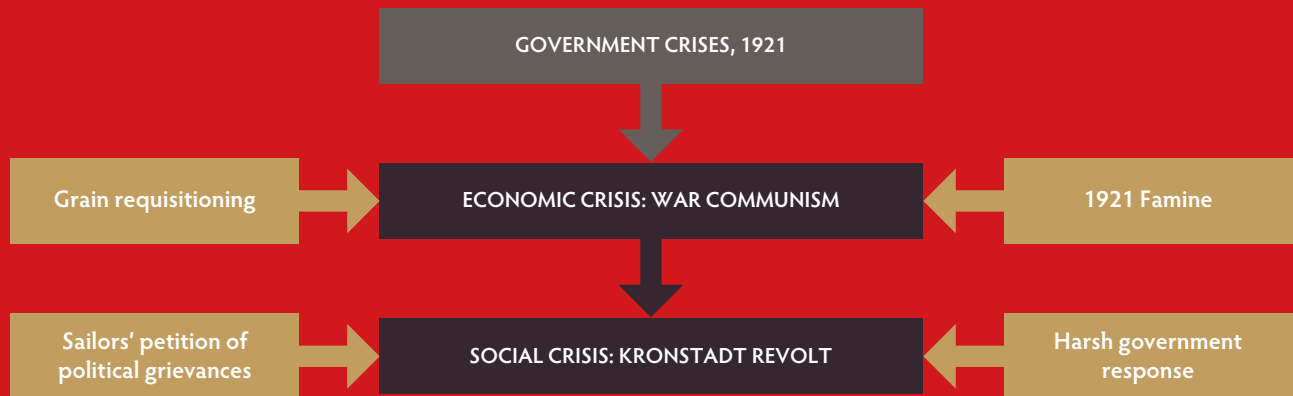 GOVERNMENT CRISES, 1921
Grain requisitioning
ECONOMIC CRISIS: WAR COMMUNISM
1921 Famine
Sailors’ petition of
political grievances
SOCIAL CRISIS: KRONSTADT REVOLT
Harsh government
response